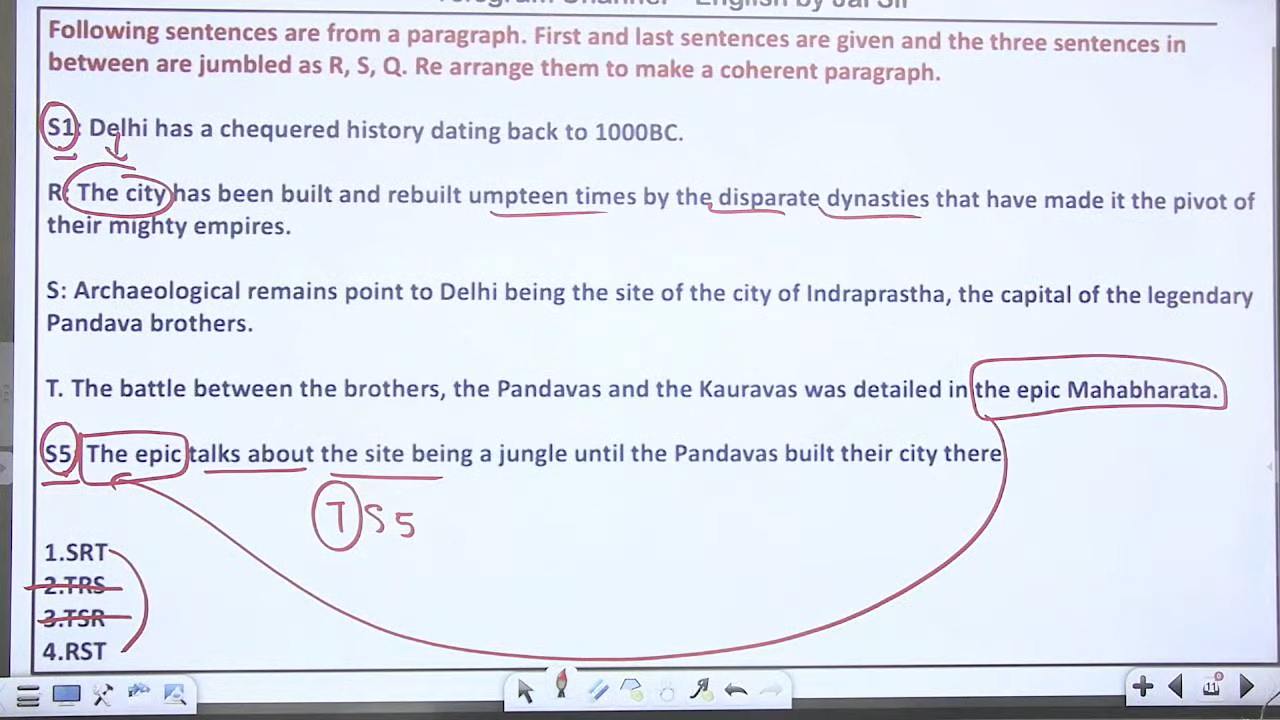 Following sentences are from a paragraph. First and last sentences are given and the three sentences in
between are jumbled as R, S, Q. Re arrange them to make a coherent paragraph.
S1: Delhi has a chequered history dating back to 1000BC.
R: The city has been built and rebuilt umpteen times by the disparate dynasties that have made it the pivot of
their mighty empires.
S: Archaeological remains point to Delhi being the site of the city of Indraprastha, the capital of the legendary
Pandava brothers.
T. The battle between the brothers, the Pandavas and the Kauravas was detailed in the epic Mahabharata.
S5 The epic talks about the site being a jungle until the Pandavas built their city there
T S5
1.SRT
2.TRS
3.TSR
4.RST
11